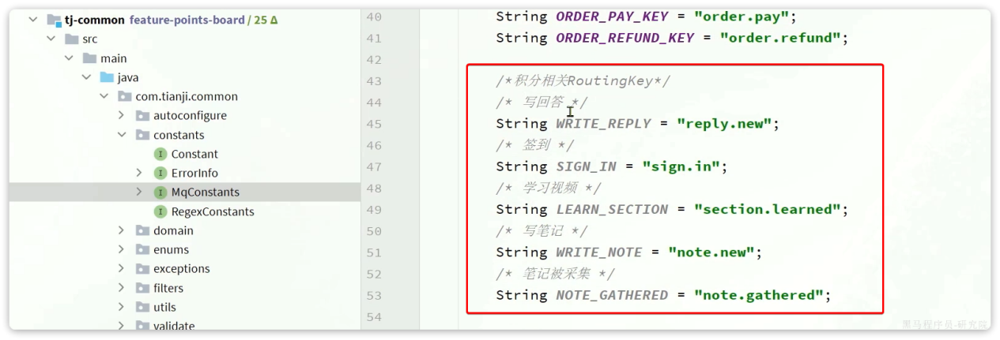 tj-common feature-points-board / 25 Δ
src
main
java
com.tianji.common
autoconfigure
constants
Constant
ErrorInfo
MqConstants
RegexConstants
domain
enums
exceptions
filters
utils
validate
40 String ORDER_PAY_KEY = "order.pay";
41 String ORDER_REFUND_KEY = "order.refund";
42
43 /*积分相关RoutingKey*/
44 /* 写回答 */
45 String WRITE_REPLY = "reply.new";
46 /* 签到 */
47 String SIGN_IN = "sign.in";
48 /* 学习视频 */
49 String LEARN_SECTION = "section.learned";
50 /* 写笔记 */
51 String WRITE_NOTE = "note.new";
52 /* 笔记被采集 */
53 String NOTE_GATHERED = "note.gathered";
54
黑马程序员-研究院